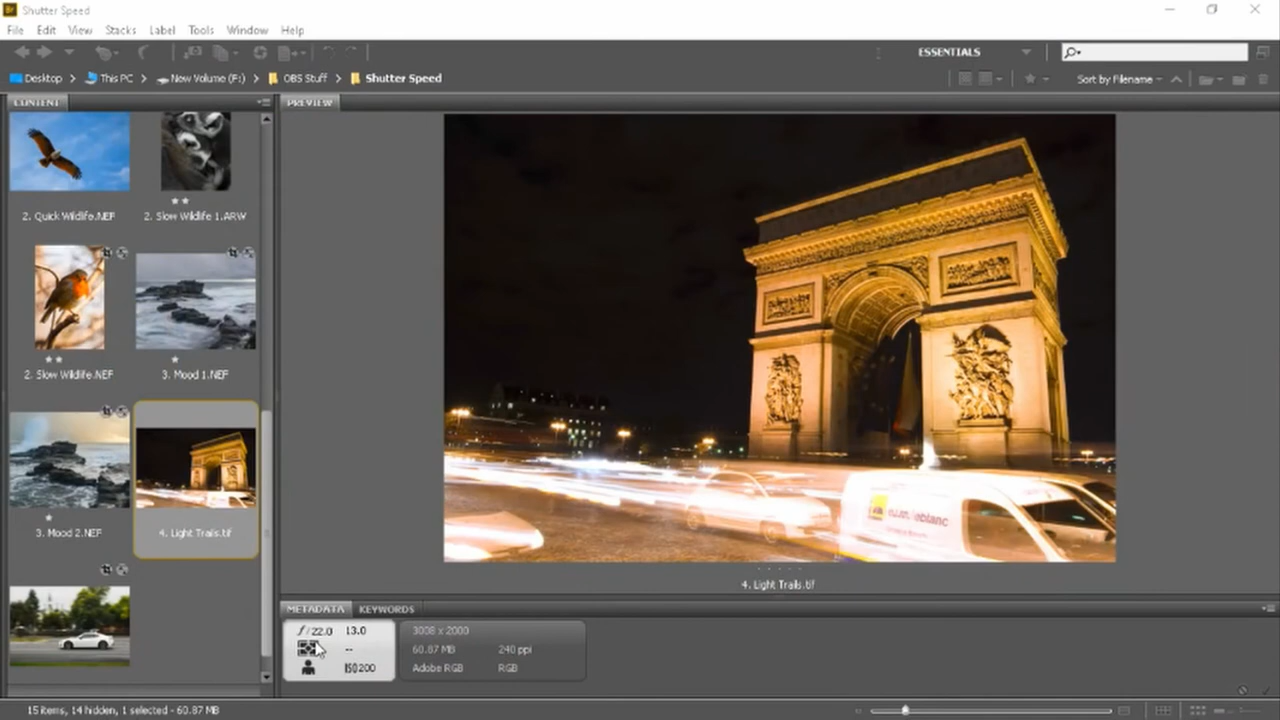 Br Shutter Speed
File Edit View Stacks Label Tools Window Help
ESSENTIALS
Desktop This PC New Volume (F:) OBS Stuff Shutter Speed
Sort by Filename
CONTENT
PREVIEW
2. Quick Wildlife.NEF
2. Slow Wildlife 1.ARW
2. Slow Wildlife.NEF
3. Mood 1.NEF
3. Mood 2.NEF
4. Light Trails.tif
4. Light Trails.tif
METADATA KEYWORDS
f/22.0 13.0
--
ISO200
3008 x 2000
60.87 MB 240 ppi
Adobe RGB RGB
15 items, 14 hidden, 1 selected - 60.87 MB